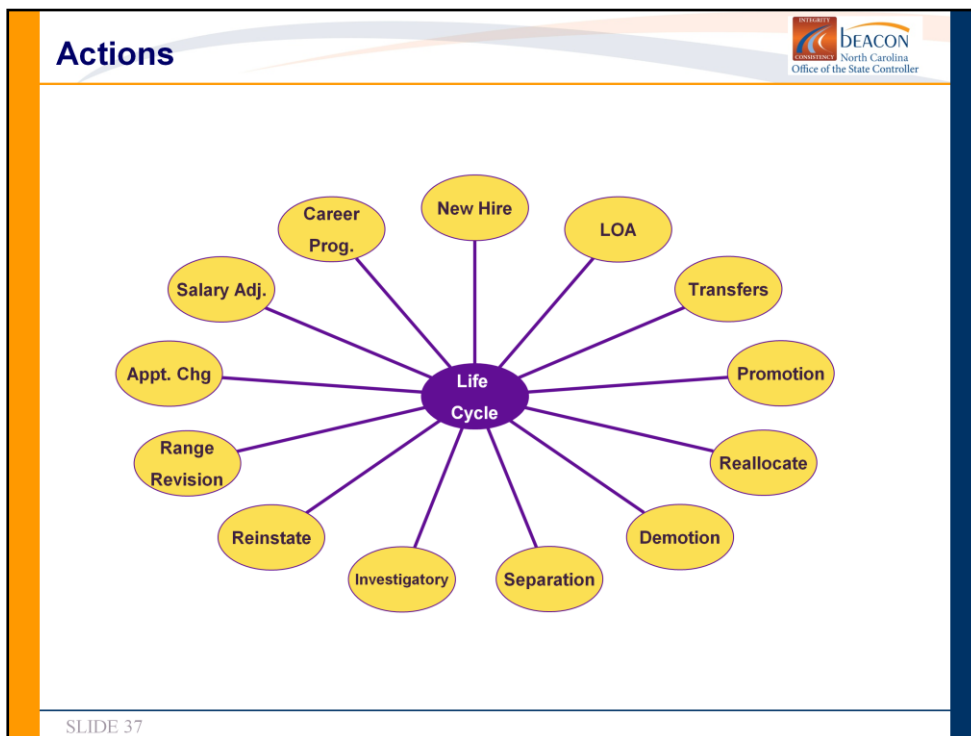 Actions
INTEGRITY
CONSISTENCY
bEACON
North Carolina
Office of the State Controller
New Hire
LOA
Transfers
Promotion
Reallocate
Demotion
Separation
Investigatory
Reinstate
Range
Revision
Appt. Chg
Salary Adj.
Career
Prog.
Life
Cycle
SLIDE 37